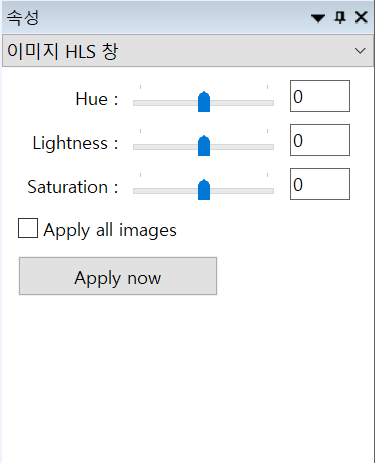 속성
이미지 HLS 창
Hue : 0
Lightness : 0
Saturation : 0
Apply all images
Apply now